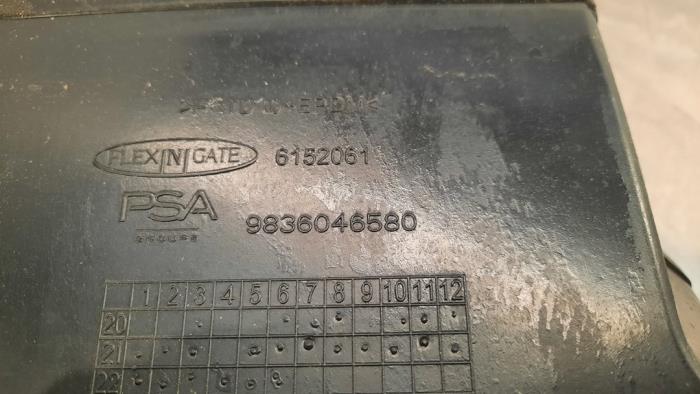 FLEX N GATE 6152061
PSA 9836046580
GROUPE
1 2 3 4 5 6 7 8 9 10 11 12
20
21
22